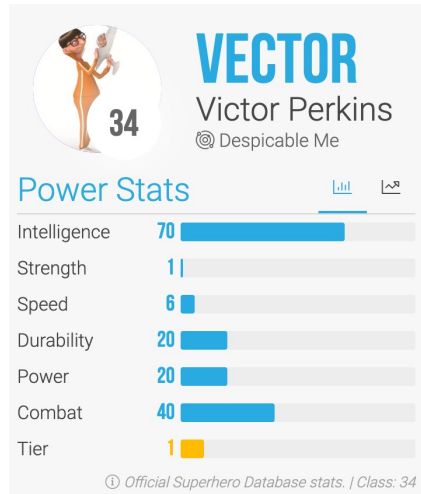 VECTOR
Victor Perkins
Despicable Me
34
Power Stats
Intelligence 70
Strength 1
Speed 6
Durability 20
Power 20
Combat 40
Tier 1
Official Superhero Database stats. | Class: 34